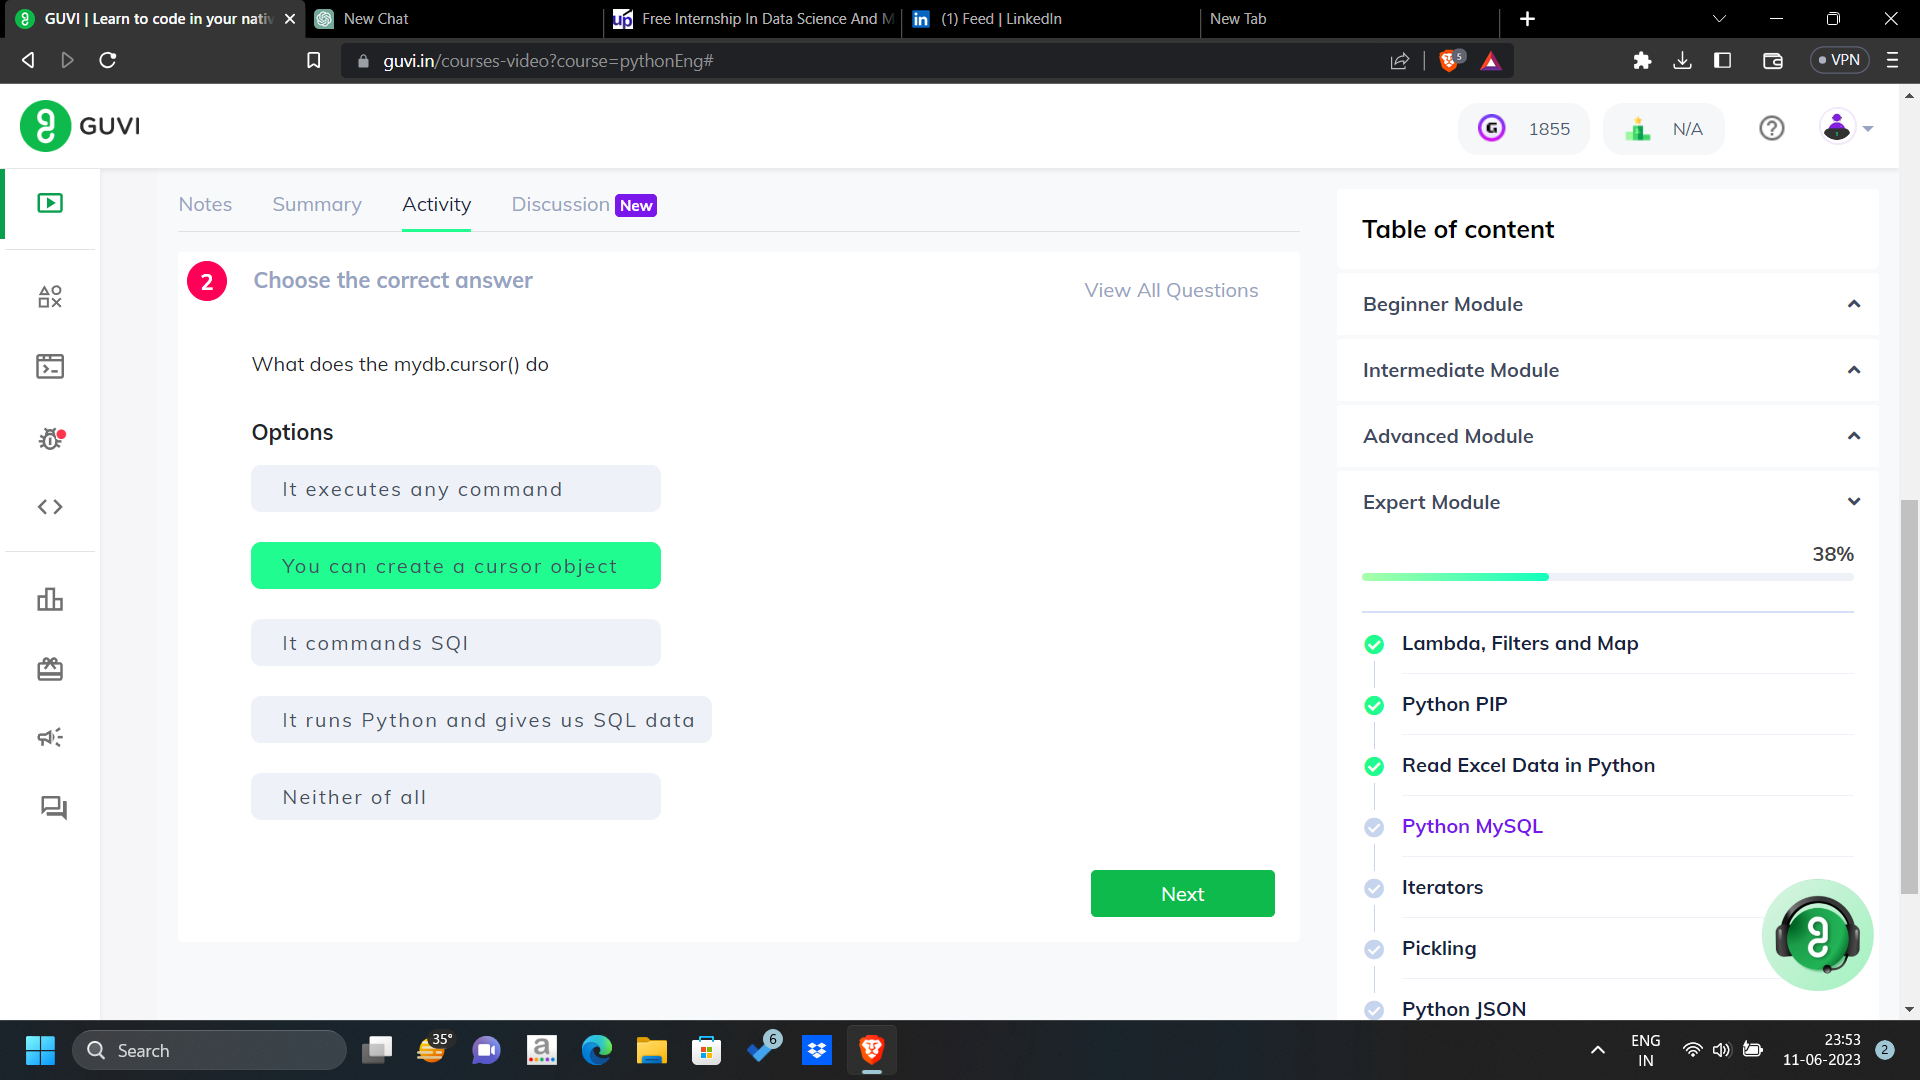 GUVI | Learn to code in your nativ
New Chat
Free Internship In Data Science And M
(1) Feed | LinkedIn
New Tab
guvi.in/courses-video?course=pythonEng#
5
VPN
GUVI
G
1855
N/A
Notes
Summary
Activity
Discussion New
2
Choose the correct answer
View All Questions
What does the mydb.cursor() do
Options
It executes any command
You can create a cursor object
It commands SQl
It runs Python and gives us SQL data
Neither of all
Next
Table of content
Beginner Module
Intermediate Module
Advanced Module
Expert Module
38%
Lambda, Filters and Map
Python PIP
Read Excel Data in Python
Python MySQL
Iterators
Pickling
Python JSON
Search
35°
6
ENG
IN
23:53
11-06-2023
2